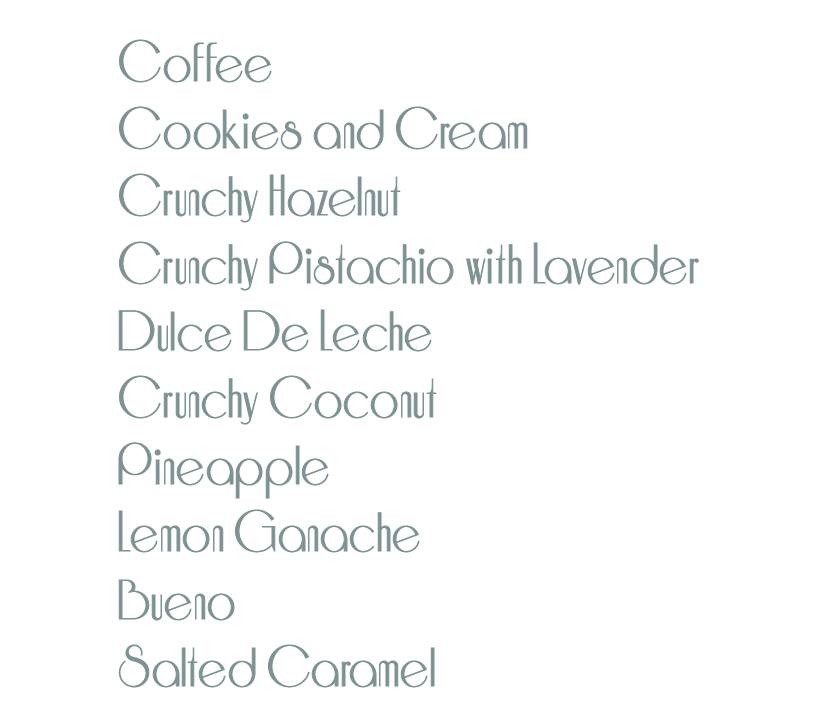 Coffee
Cookies and Cream
Crunchy Hazelnut
Crunchy Pistachio with Lavender
Dulce De Leche
Crunchy Coconut
Pineapple
Lemon Ganache
Bueno
Salted Caramel